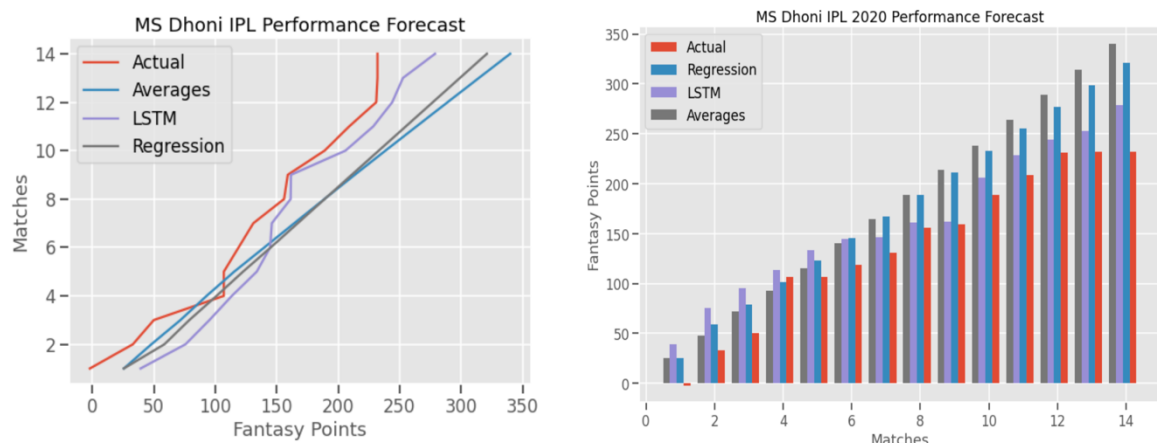 MS Dhoni IPL Performance Forecast
14
12
10
8
6
4
2
Matches
Actual
Averages
LSTM
Regression
0 50 100 150 200 250 300 350
Fantasy Points
MS Dhoni IPL 2020 Performance Forecast
350
300
250
200
150
100
50
0
Fantasy Points
Actual
Regression
LSTM
Averages
0 2 4 6 8 10 12 14
Matches